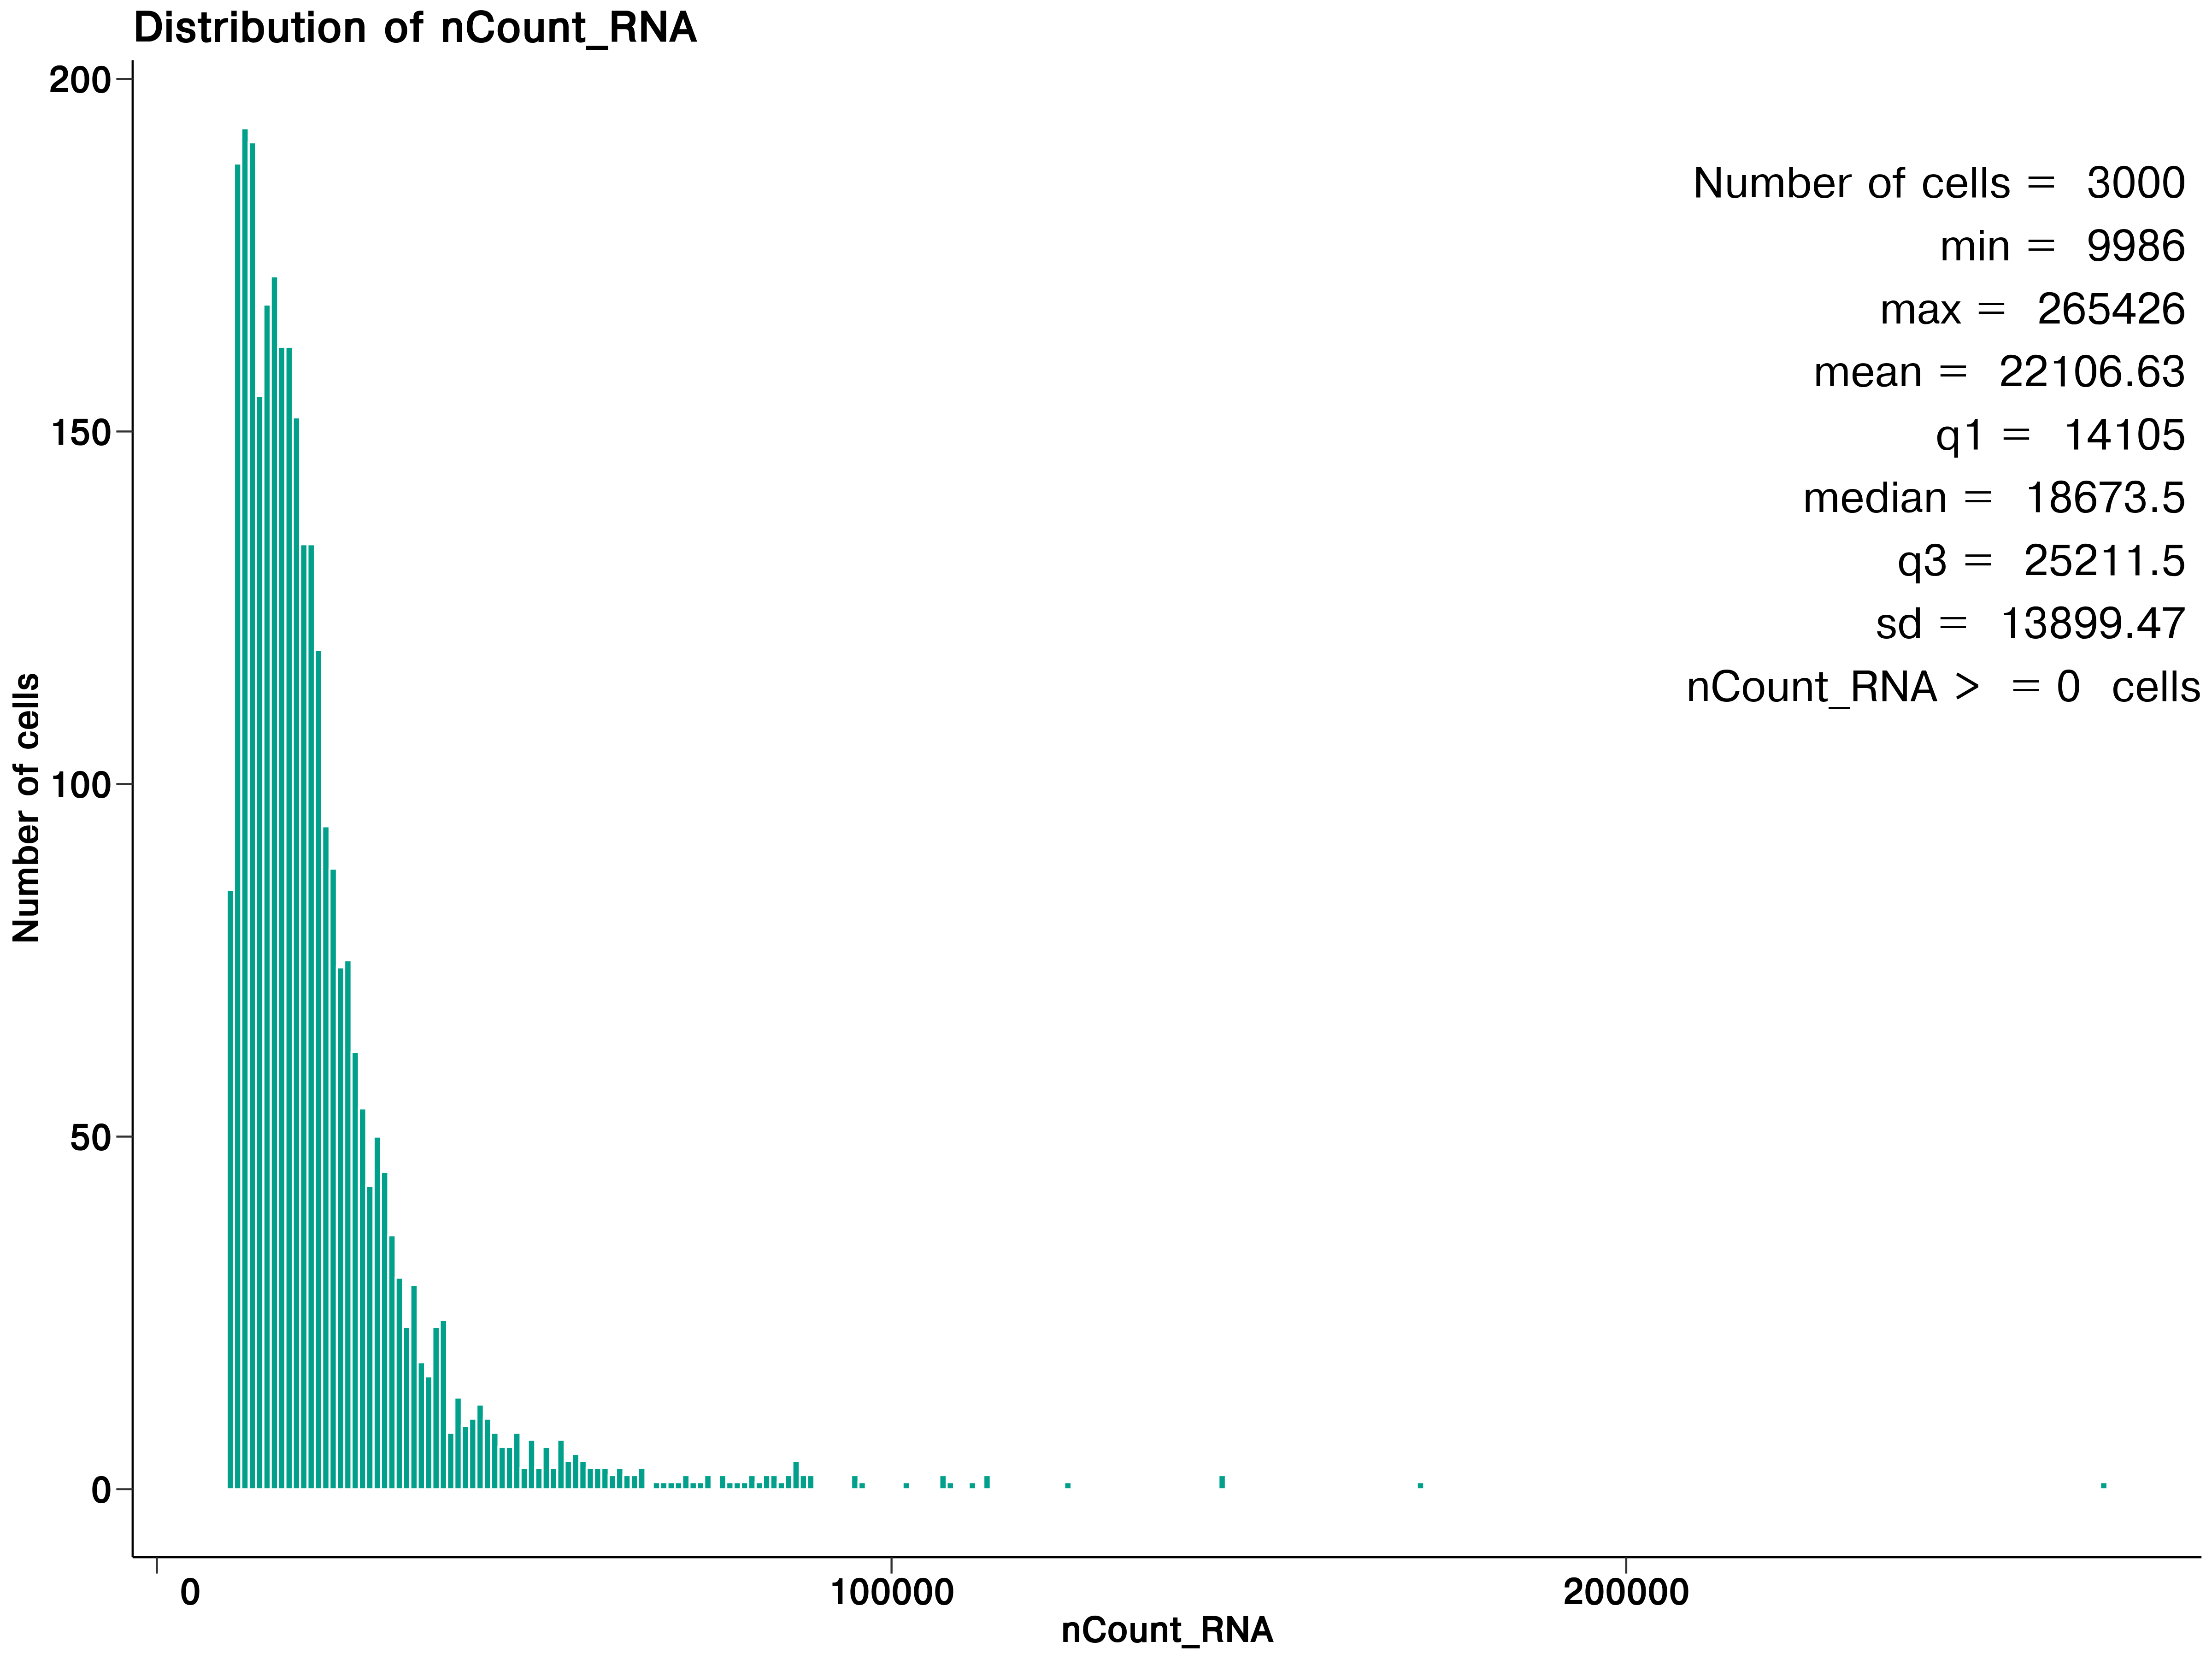 Distribution of nCount_RNA
200
150
100
50
0
Number of cells
Number of cells = 3000
min = 9986
max = 265426
mean = 22106.63
q1 = 14105
median = 18673.5
q3 = 25211.5
sd = 13899.47
nCount_RNA > = 0 cells
0 100000 200000
nCount_RNA